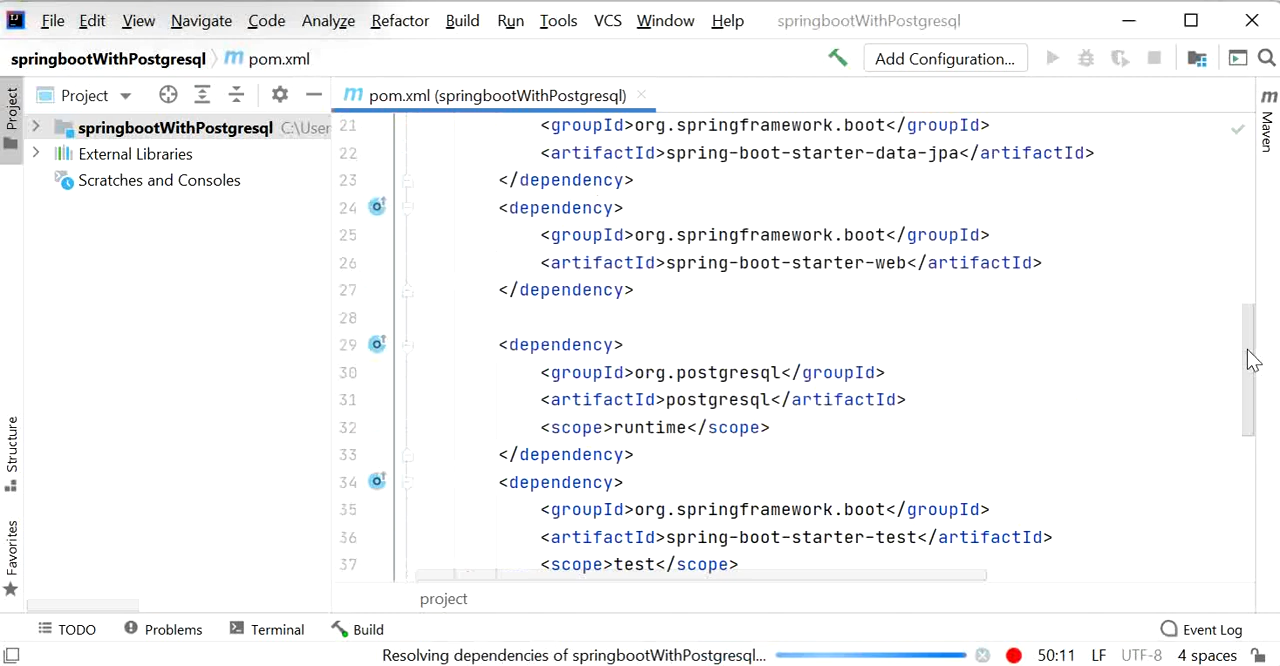 File Edit View Navigate Code Analyze Refactor Build Run Tools VCS Window Help springbootWithPostgresql
springbootWithPostgresql pom.xml Add Configuration...
Project
pom.xml (springbootWithPostgresql)
Project
springbootWithPostgresql C:\User
External Libraries
Scratches and Consoles
21 <groupId>org.springframework.boot</groupId>
22 <artifactId>spring-boot-starter-data-jpa</artifactId>
23 </dependency>
24 <dependency>
25 <groupId>org.springframework.boot</groupId>
26 <artifactId>spring-boot-starter-web</artifactId>
27 </dependency>
28
29 <dependency>
30 <groupId>org.postgresql</groupId>
31 <artifactId>postgresql</artifactId>
32 <scope>runtime</scope>
33 </dependency>
34 <dependency>
35 <groupId>org.springframework.boot</groupId>
36 <artifactId>spring-boot-starter-test</artifactId>
37 <scope>test</scope>
project
Maven
Structure
Favorites
TODO Problems Terminal Build Event Log
Resolving dependencies of springbootWithPostgresql... 50:11 LF UTF-8 4 spaces